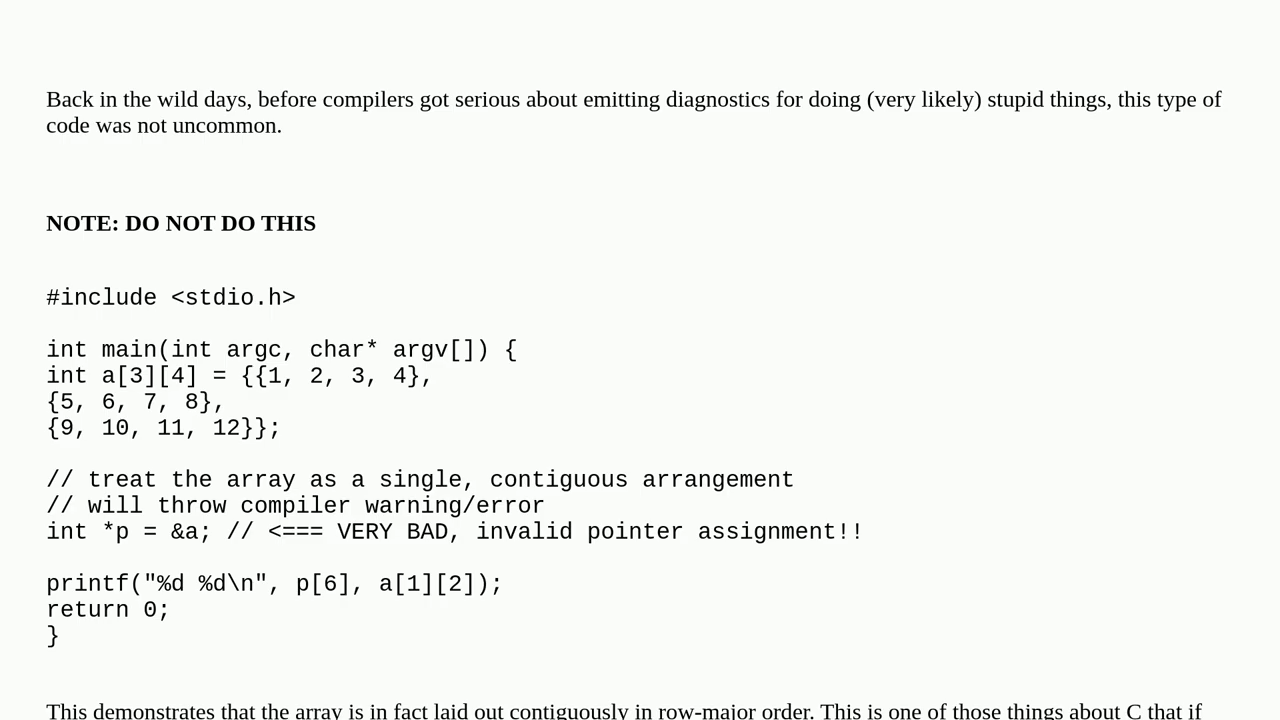 Back in the wild days, before compilers got serious about emitting diagnostics for doing (very likely) stupid things, this type of
code was not uncommon.
NOTE: DO NOT DO THIS
#include <stdio.h>
int main(int argc, char* argv[]) {
int a[3][4] = {{1, 2, 3, 4},
{5, 6, 7, 8},
{9, 10, 11, 12}};
// treat the array as a single, contiguous arrangement
// will throw compiler warning/error
int *p = &a; // <=== VERY BAD, invalid pointer assignment!!
printf("%d %d\n", p[6], a[1][2]);
return 0;
}
This demonstrates that the array is in fact laid out contiguously in row-major order. This is one of those things about C that if